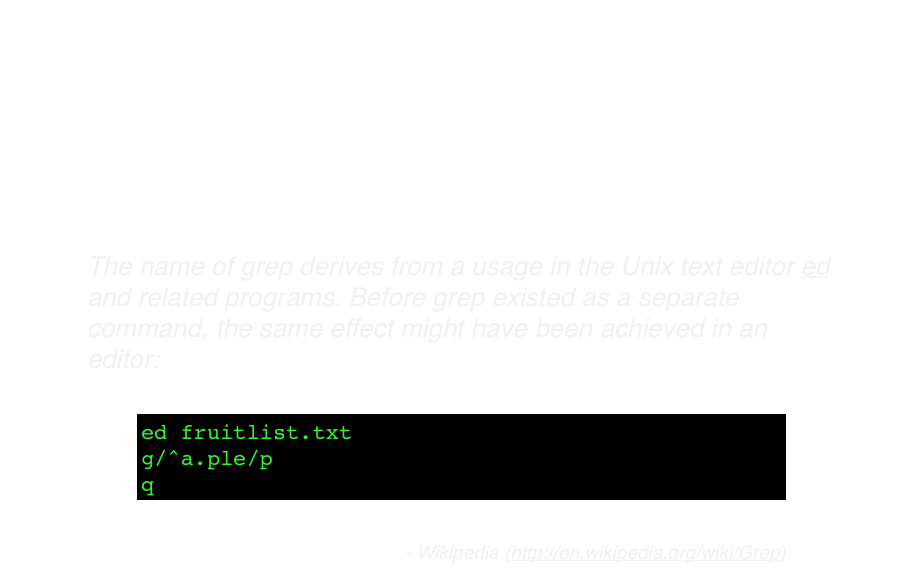 The name of grep derives from a usage in the Unix text editor ed
and related programs. Before grep existed as a separate
command, the same effect might have been achieved in an
editor:
ed fruitlist.txt
g/^a.ple/p
q
- Wikipedia (http://en.wikipedia.org/wiki/Grep)